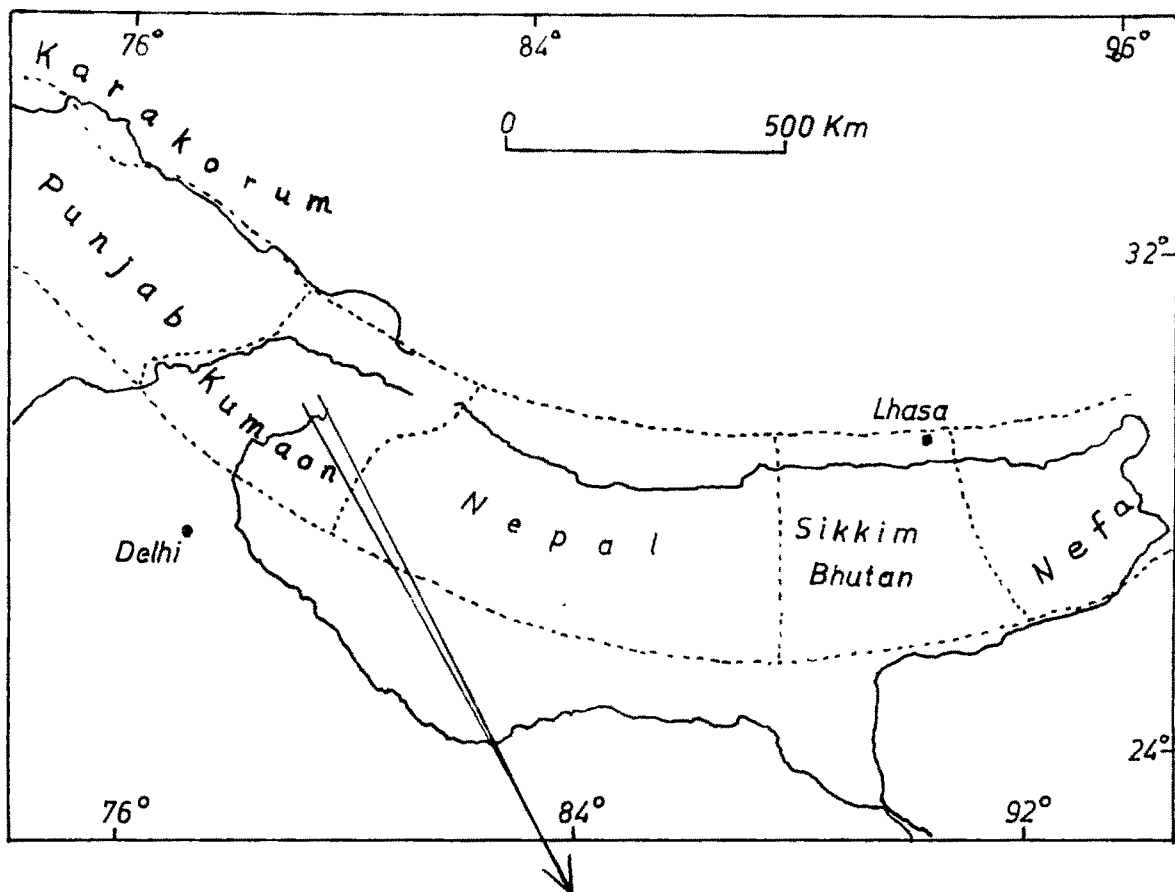 76°
84°
96°
Karakorum
0
500 Km
Punjab
32°
Kumaon
Lhasa
Nepal
Sikkim
Bhutan
Nefa
Delhi
24°
76°
84°
92°